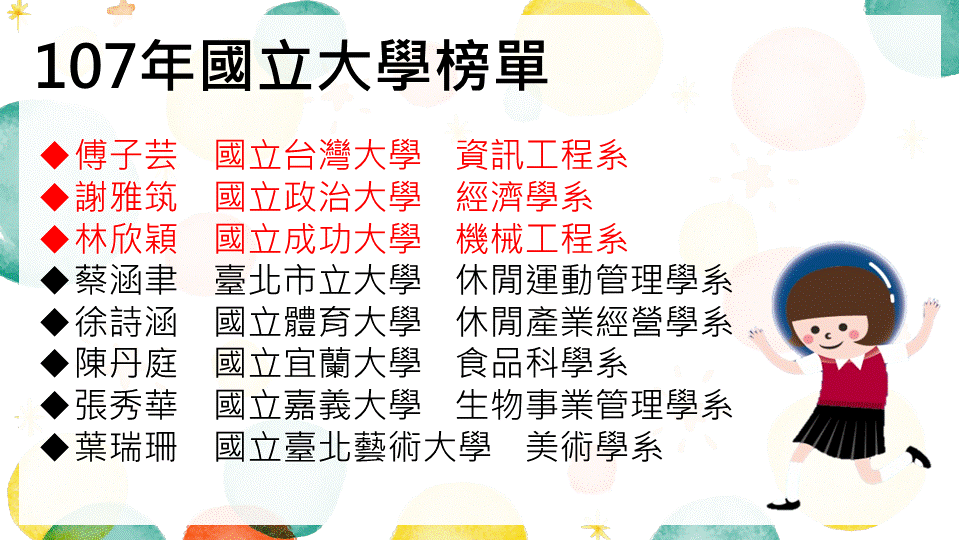 107年國立大學榜單
◆傅子芸 國立台灣大學 資訊工程系
◆謝雅筑 國立政治大學 經濟學系
◆林欣穎 國立成功大學 機械工程系
◆蔡涵聿 臺北市立大學 休閒運動管理學系
◆徐詩涵 國立體育大學 休閒產業經營學系
◆陳丹庭 國立宜蘭大學 食品科學系
◆張秀華 國立嘉義大學 生物事業管理學系
◆葉瑞珊 國立臺北藝術大學 美術學系